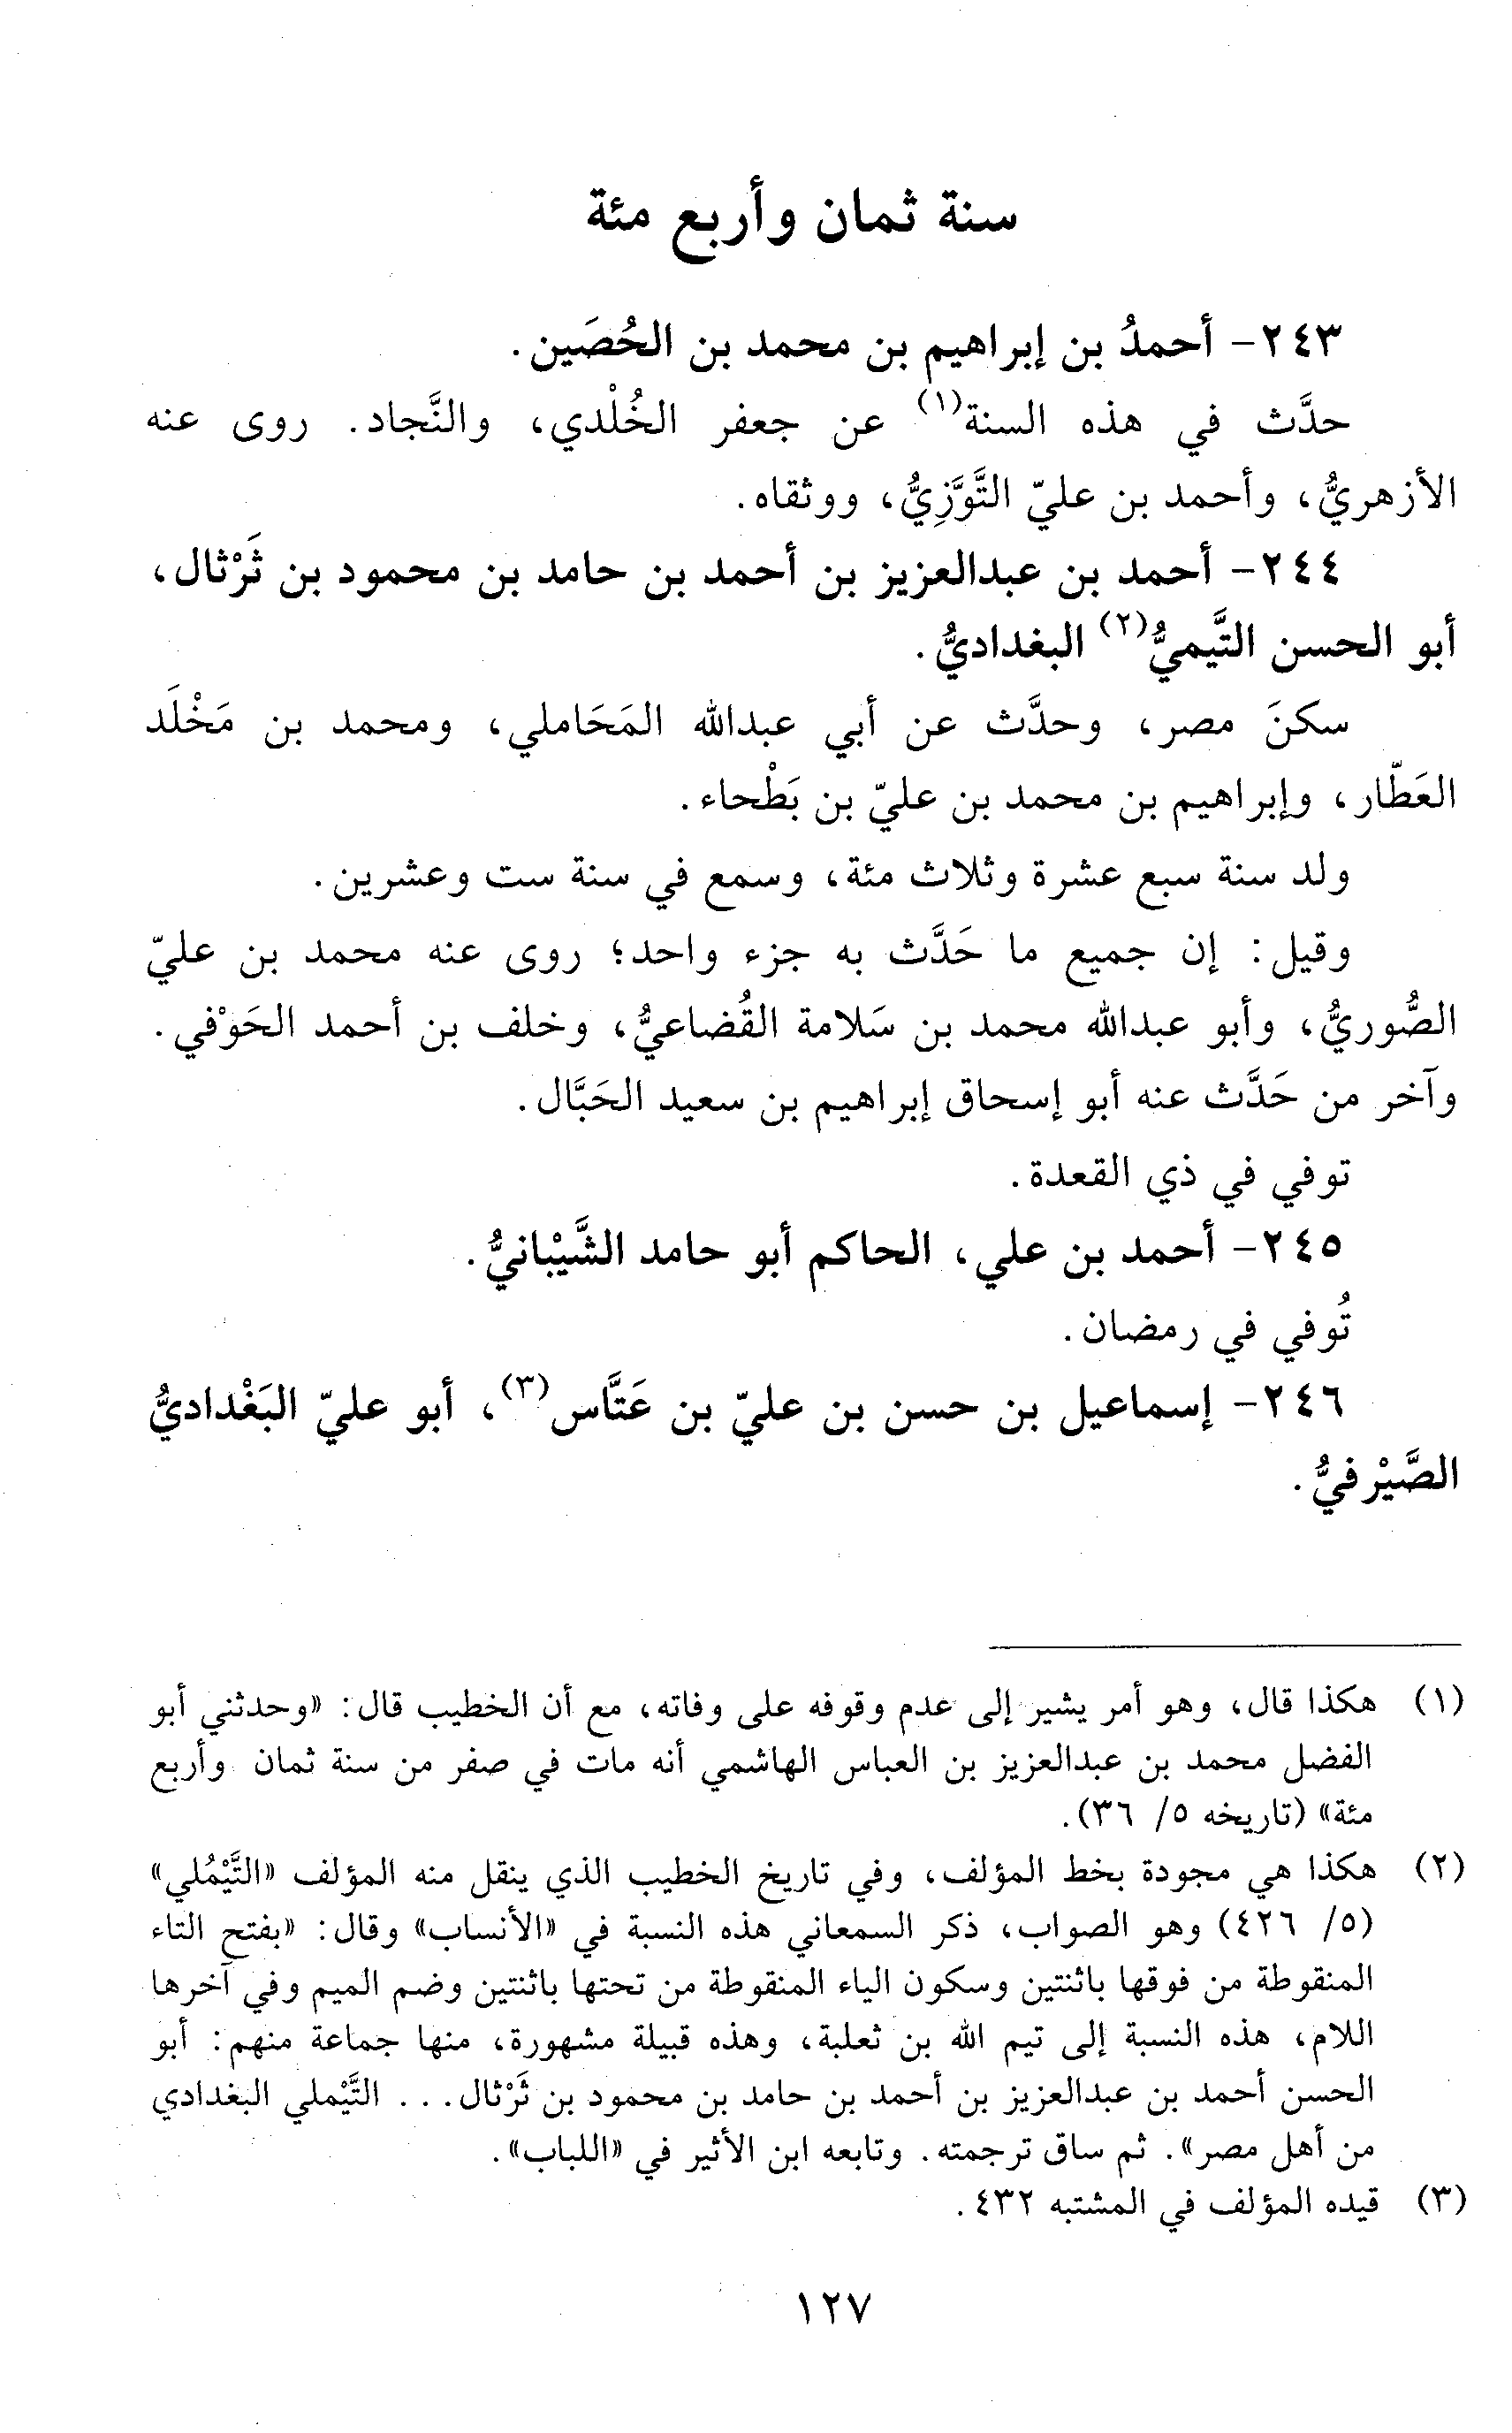 سنة ثمان وأربع مئة
٢٤٣- أحمدُ بن إبراهيم بن محمد بن الحُصَين.
حدَّث في هذه السنة(١) عن جعفر الخُلْدي، والنَّجاد. روى عنه
الأزهريُّ، وأحمد بن عليّ التَّوَّزِيُّ، ووثقاه.
٢٤٤- أحمد بن عبدالعزيز بن أحمد بن حامد بن محمود بن ثَرْثال،
أبو الحسن التَّيميُّ(٢) البغداديُّ.
سكنَ مصر، وحدَّث عن أبي عبدالله المَحَاملي، ومحمد بن مَخْلَد
العَطّار، وإبراهيم بن محمد بن عليّ بن بَطْحاء.
ولد سنة سبع عشرة وثلاث مئة، وسمع في سنة ست وعشرين.
وقيل: إن جميع ما حَدَّث به جزء واحد؛ روى عنه محمد بن عليّ
الصُّوريُّ، وأبو عبدالله محمد بن سَلامة القُضاعيُّ، وخلف بن أحمد الحَوْفي.
وآخر من حَدَّث عنه أبو إسحاق إبراهيم بن سعيد الحَبَّال.
توفي في ذي القعدة.
٢٤٥- أحمد بن علي، الحاكم أبو حامد الشَّيْبانيُّ.
تُوفي في رمضان.
٢٤٦- إسماعيل بن حسن بن عليّ بن عَتَّاس(٣)، أبو عليّ البَغْداديُّ
الصَّيْرفيُّ.
(١) هكذا قال، وهو أمر يشير إلى عدم وقوفه على وفاته، مع أن الخطيب قال: «وحدثني أبو
الفضل محمد بن عبدالعزيز بن العباس الهاشمي أنه مات في صفر من سنة ثمان وأربع
مئة» (تاريخه ٥/ ٣٦).
(٢) هكذا هي مجودة بخط المؤلف، وفي تاريخ الخطيب الذي ينقل منه المؤلف «التَّيْمُلي»
(٥/ ٤٢٦) وهو الصواب، ذكر السمعاني هذه النسبة في «الأنساب» وقال: «بفتح التاء
المنقوطة من فوقها باثنتين وسكون الياء المنقوطة من تحتها باثنتين وضم الميم وفي آخرها
اللام، هذه النسبة إلى تيم الله بن ثعلبة، وهذه قبيلة مشهورة، منها جماعة منهم: أبو
الحسن أحمد بن عبدالعزيز بن أحمد بن حامد بن محمود بن ثَرْثال... التَّيْملي البغدادي
من أهل مصر». ثم ساق ترجمته. وتابعه ابن الأثير في «اللباب».
(٣) قيده المؤلف في المشتبه ٤٣٢.
١٢٧